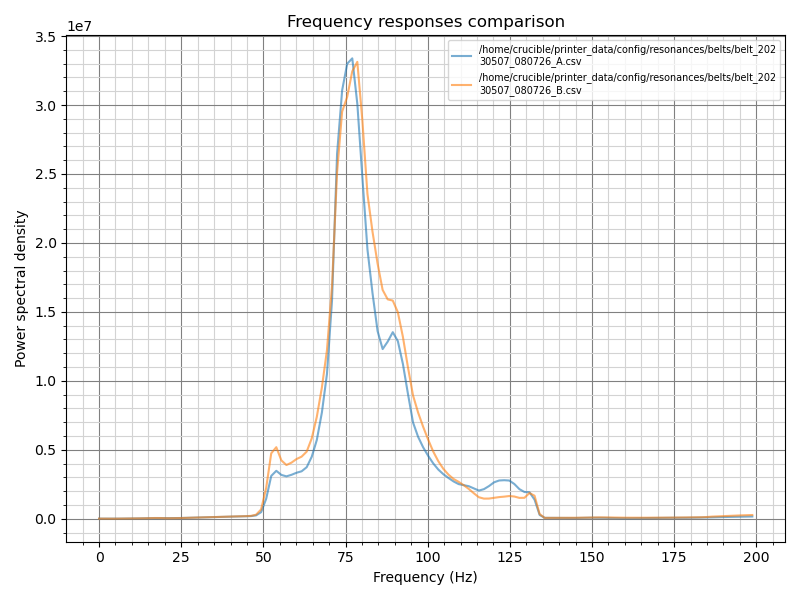 Frequency responses comparison
1e7
/home/crucible/printer_data/config/resonances/belts/belt_202
30507_080726_A.csv
/home/crucible/printer_data/config/resonances/belts/belt_202
30507_080726_B.csv
3.5
3.0
2.5
2.0
1.5
1.0
0.5
0.0
Power spectral density
0 25 50 75 100 125 150 175 200
Frequency (Hz)